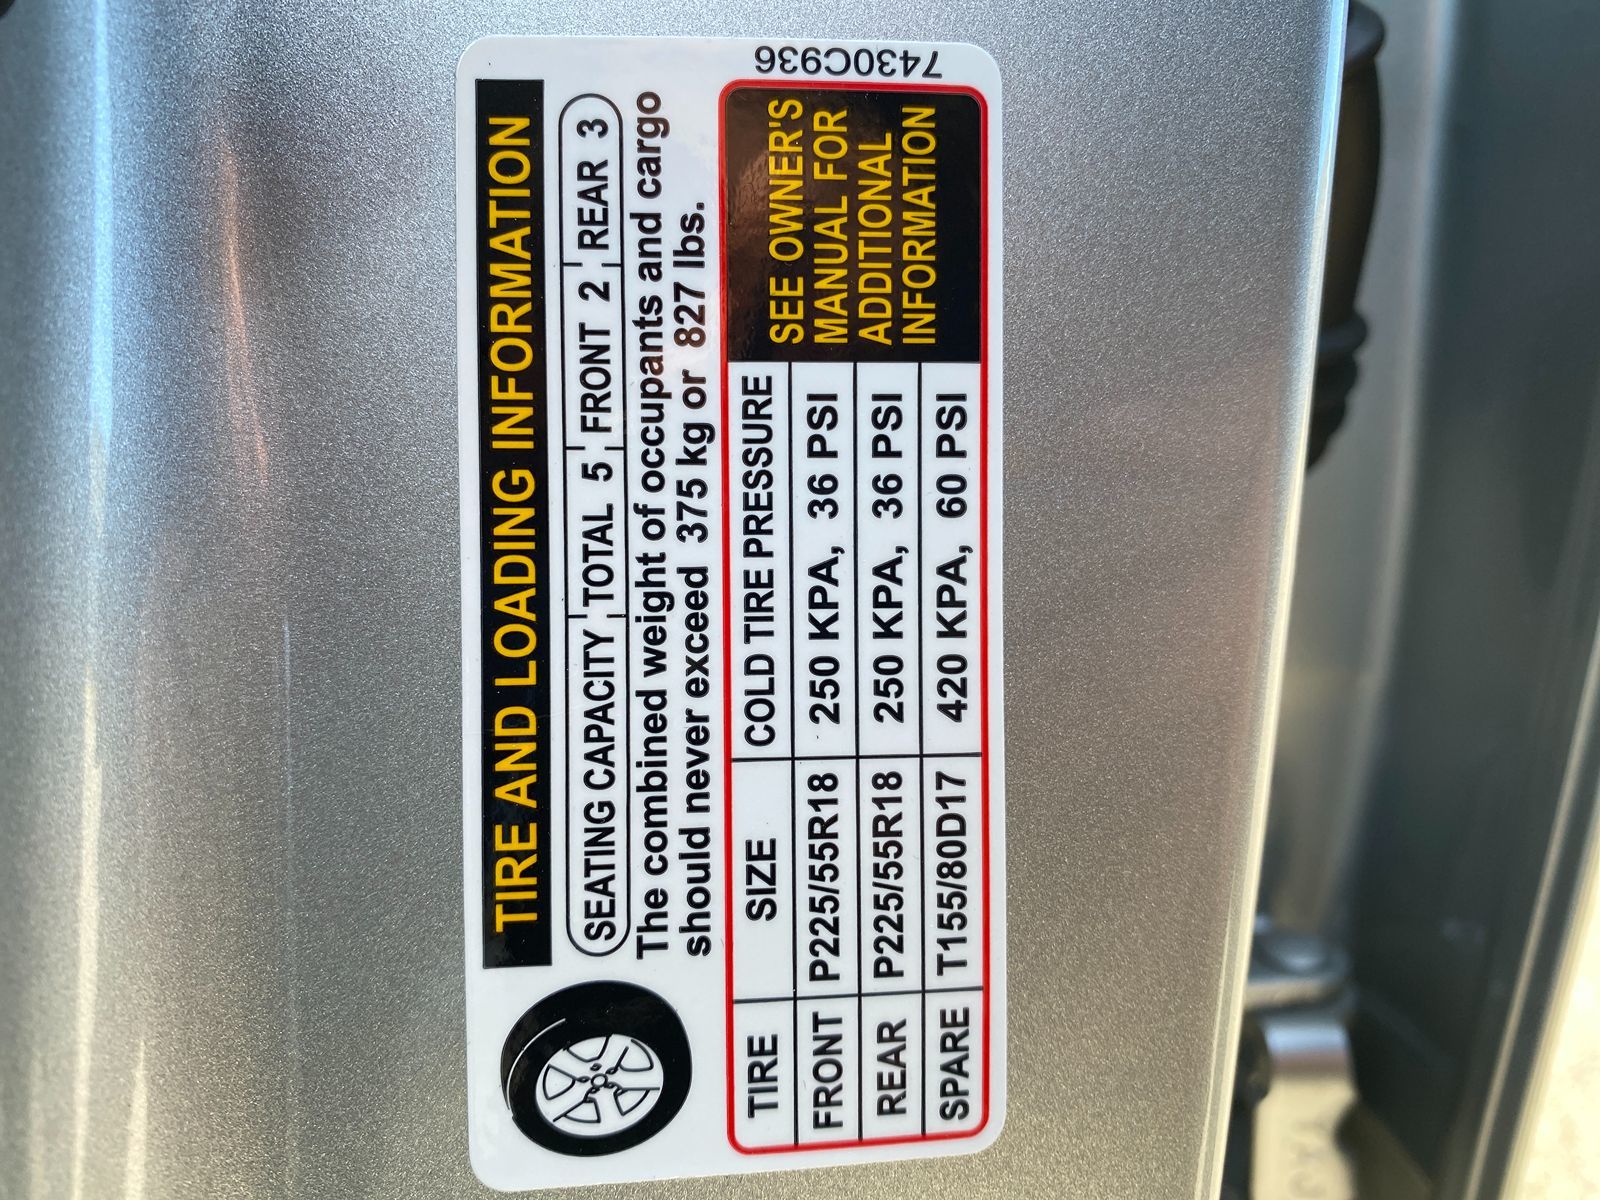 TIRE AND LOADING INFORMATION
SEATING CAPACITY TOTAL 5 FRONT 2 REAR 3
The combined weight of occupants and cargo
should never exceed 375 kg or 827 lbs.
TIRE SIZE COLD TIRE PRESSURE
FRONT P225/55R18 250 KPA, 36 PSI
REAR P225/55R18 250 KPA, 36 PSI
SPARE T155/80D17 420 KPA, 60 PSI
SEE OWNER'S
MANUAL FOR
ADDITIONAL
INFORMATION
7430C936